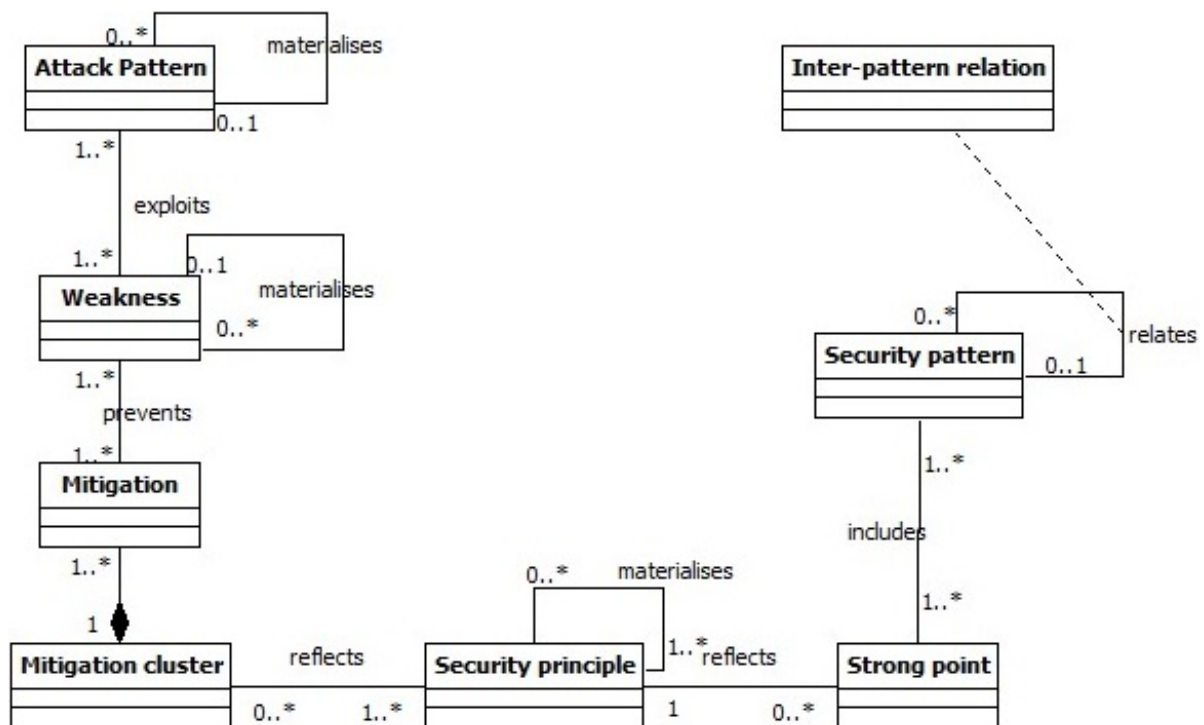 0..*
materialises
Attack Pattern
0..1
1..*
exploits
1..*
0..1
materialises
Weakness
0..*
1..*
prevents
1..*
Mitigation
1..*
1
Mitigation cluster
reflects
0..*
1..*
0..*
materialises
Security principle
1..*
reflects
1
0..*
Strong point
Inter-pattern relation
0..*
relates
Security pattern
0..1
1..*
includes
1..*